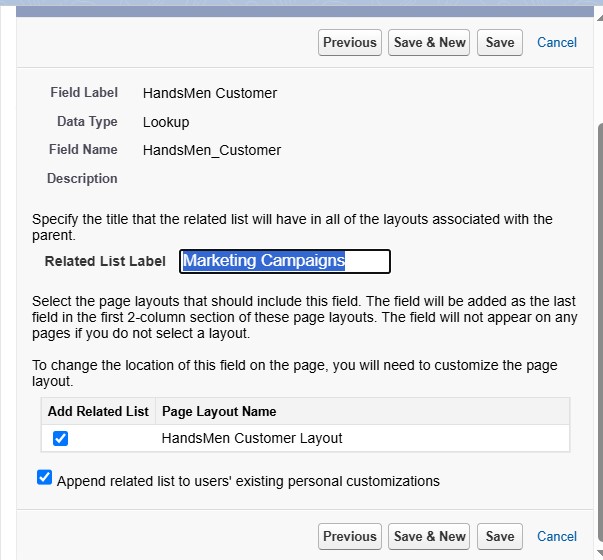 Previous Save & New Save Cancel
Field Label HandsMen Customer
Data Type Lookup
Field Name HandsMen_Customer
Description
Specify the title that the related list will have in all of the layouts associated with the
parent.
Related List Label Marketing Campaigns
Select the page layouts that should include this field. The field will be added as the last
field in the first 2-column section of these page layouts. The field will not appear on any
pages if you do not select a layout.
To change the location of this field on the page, you will need to customize the page
layout.
Add Related List Page Layout Name
HandsMen Customer Layout
Append related list to users' existing personal customizations
Previous Save & New Save Cancel